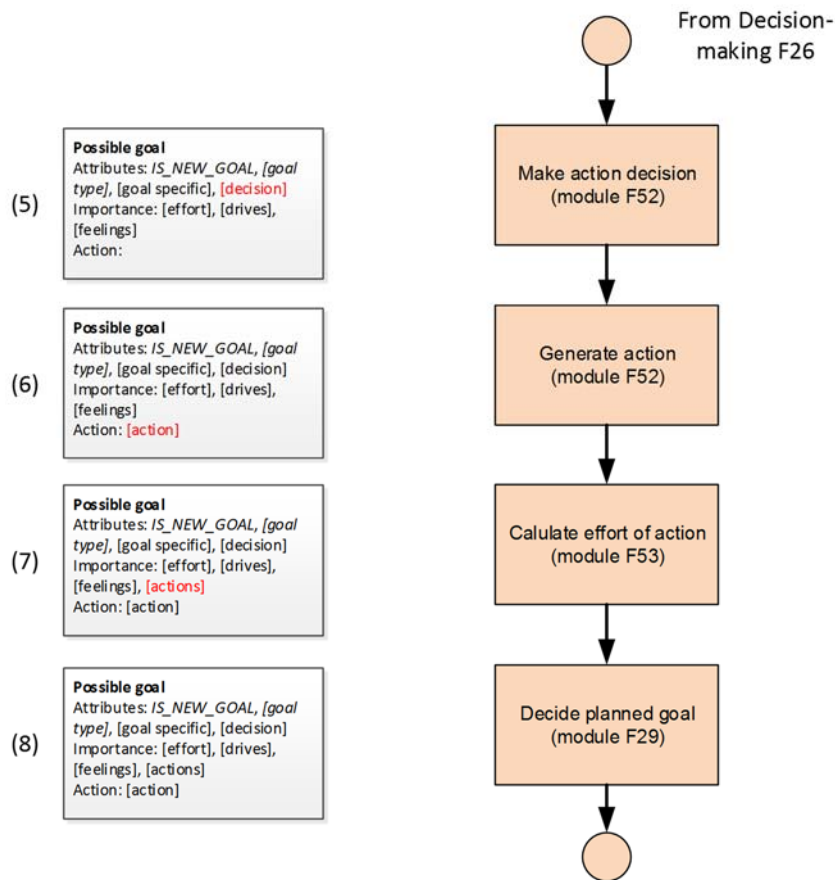 From Decision-
making F26
(5)
Possible goal
Attributes: IS_NEW_GOAL, [goal
type], [goal specific], [decision]
Importance: [effort], [drives],
[feelings]
Action:
Make action decision
(module F52)
(6)
Possible goal
Attributes: IS_NEW_GOAL, [goal
type], [goal specific], [decision]
Importance: [effort], [drives],
[feelings]
Action: [action]
Generate action
(module F52)
(7)
Possible goal
Attributes: IS_NEW_GOAL, [goal
type], [goal specific], [decision]
Importance: [effort], [drives],
[feelings], [actions]
Action: [action]
Calulate effort of action
(module F53)
(8)
Possible goal
Attributes: IS_NEW_GOAL, [goal
type], [goal specific], [decision]
Importance: [effort], [drives],
[feelings], [actions]
Action: [action]
Decide planned goal
(module F29)